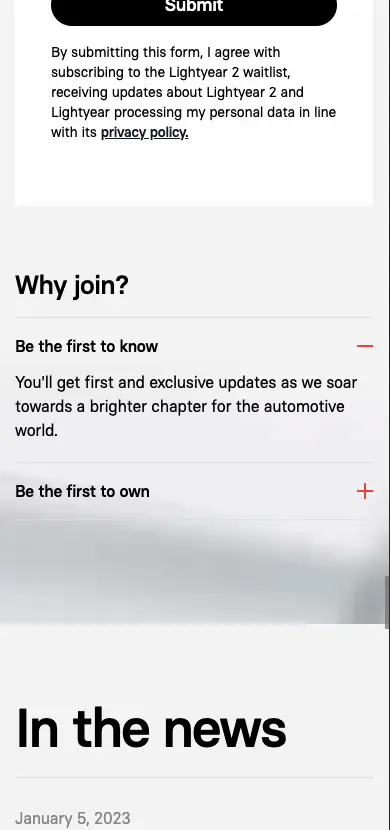 Submit
By submitting this form, I agree with
subscribing to the Lightyear 2 waitlist,
receiving updates about Lightyear 2 and
Lightyear processing my personal data in line
with its privacy policy.
Why join?
Be the first to know
You'll get first and exclusive updates as we soar
towards a brighter chapter for the automotive
world.
Be the first to own
In the news
January 5, 2023